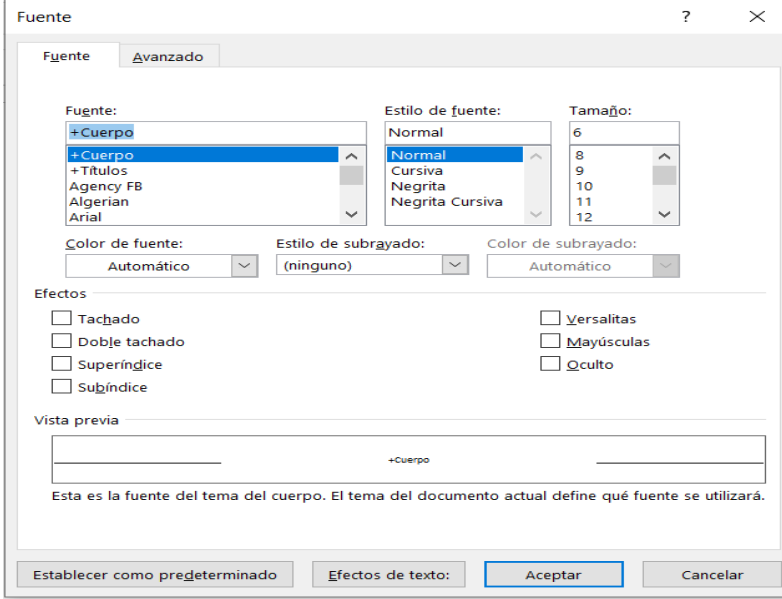 Fuente ?
Fuente Avanzado
Fuente: Estilo de fuente: Tamaño:
+Cuerpo Normal 6
+Cuerpo Normal 8
+Títulos Cursiva 9
Agency FB Negrita 10
Algerian Negrita Cursiva 11
Arial 12
Color de fuente: Estilo de subrayado: Color de subrayado:
Automático (ninguno) Automático
Efectos
Tachado Versalitas
Doble tachado Mayúsculas
Superíndice Oculto
Subíndice
Vista previa
+Cuerpo
Esta es la fuente del tema del cuerpo. El tema del documento actual define qué fuente se utilizará.
Establecer como predeterminado Efectos de texto: Aceptar Cancelar